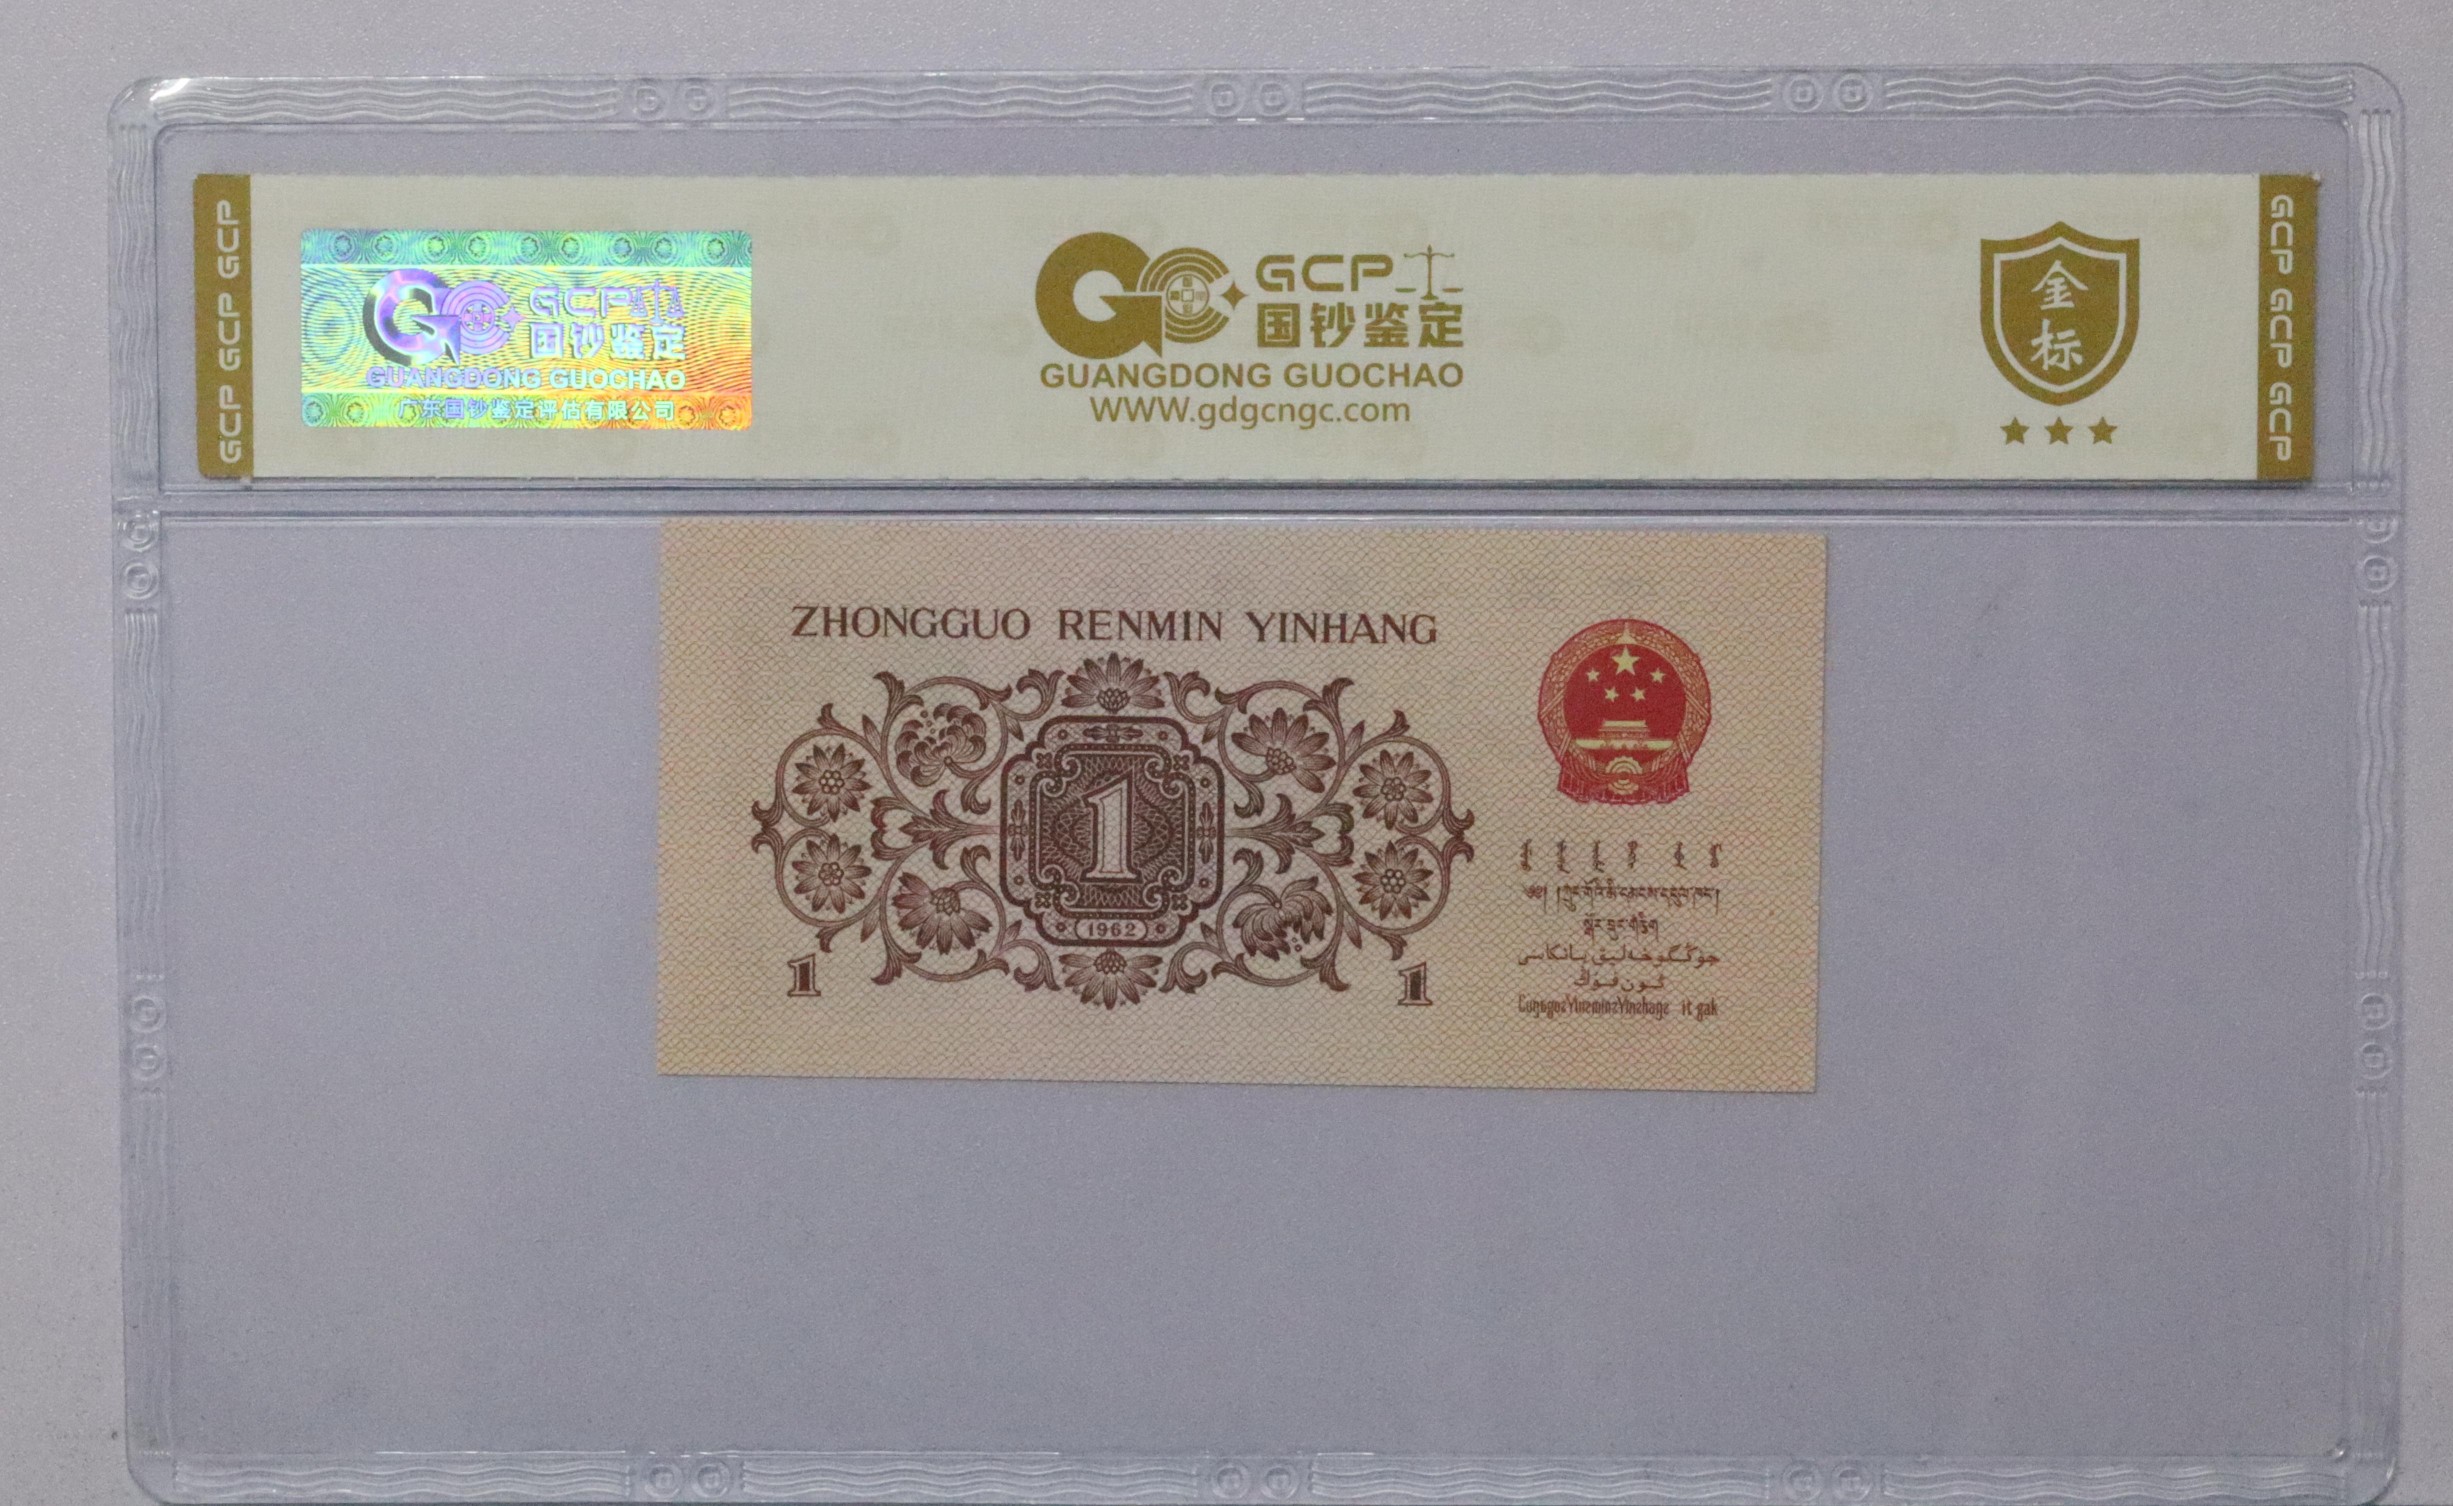 GCP GCP GCP
GCP
国钞鉴定
GUANGDONG GUOCHAO
广东国钞鉴定评估有限公司
GCP
国钞鉴定
GUANGDONG GUOCHAO
WWW.gdgcngc.com
金
标
GCP GCP GCP
ZHONGGUO RENMIN YINHANG
1
1962
1
1